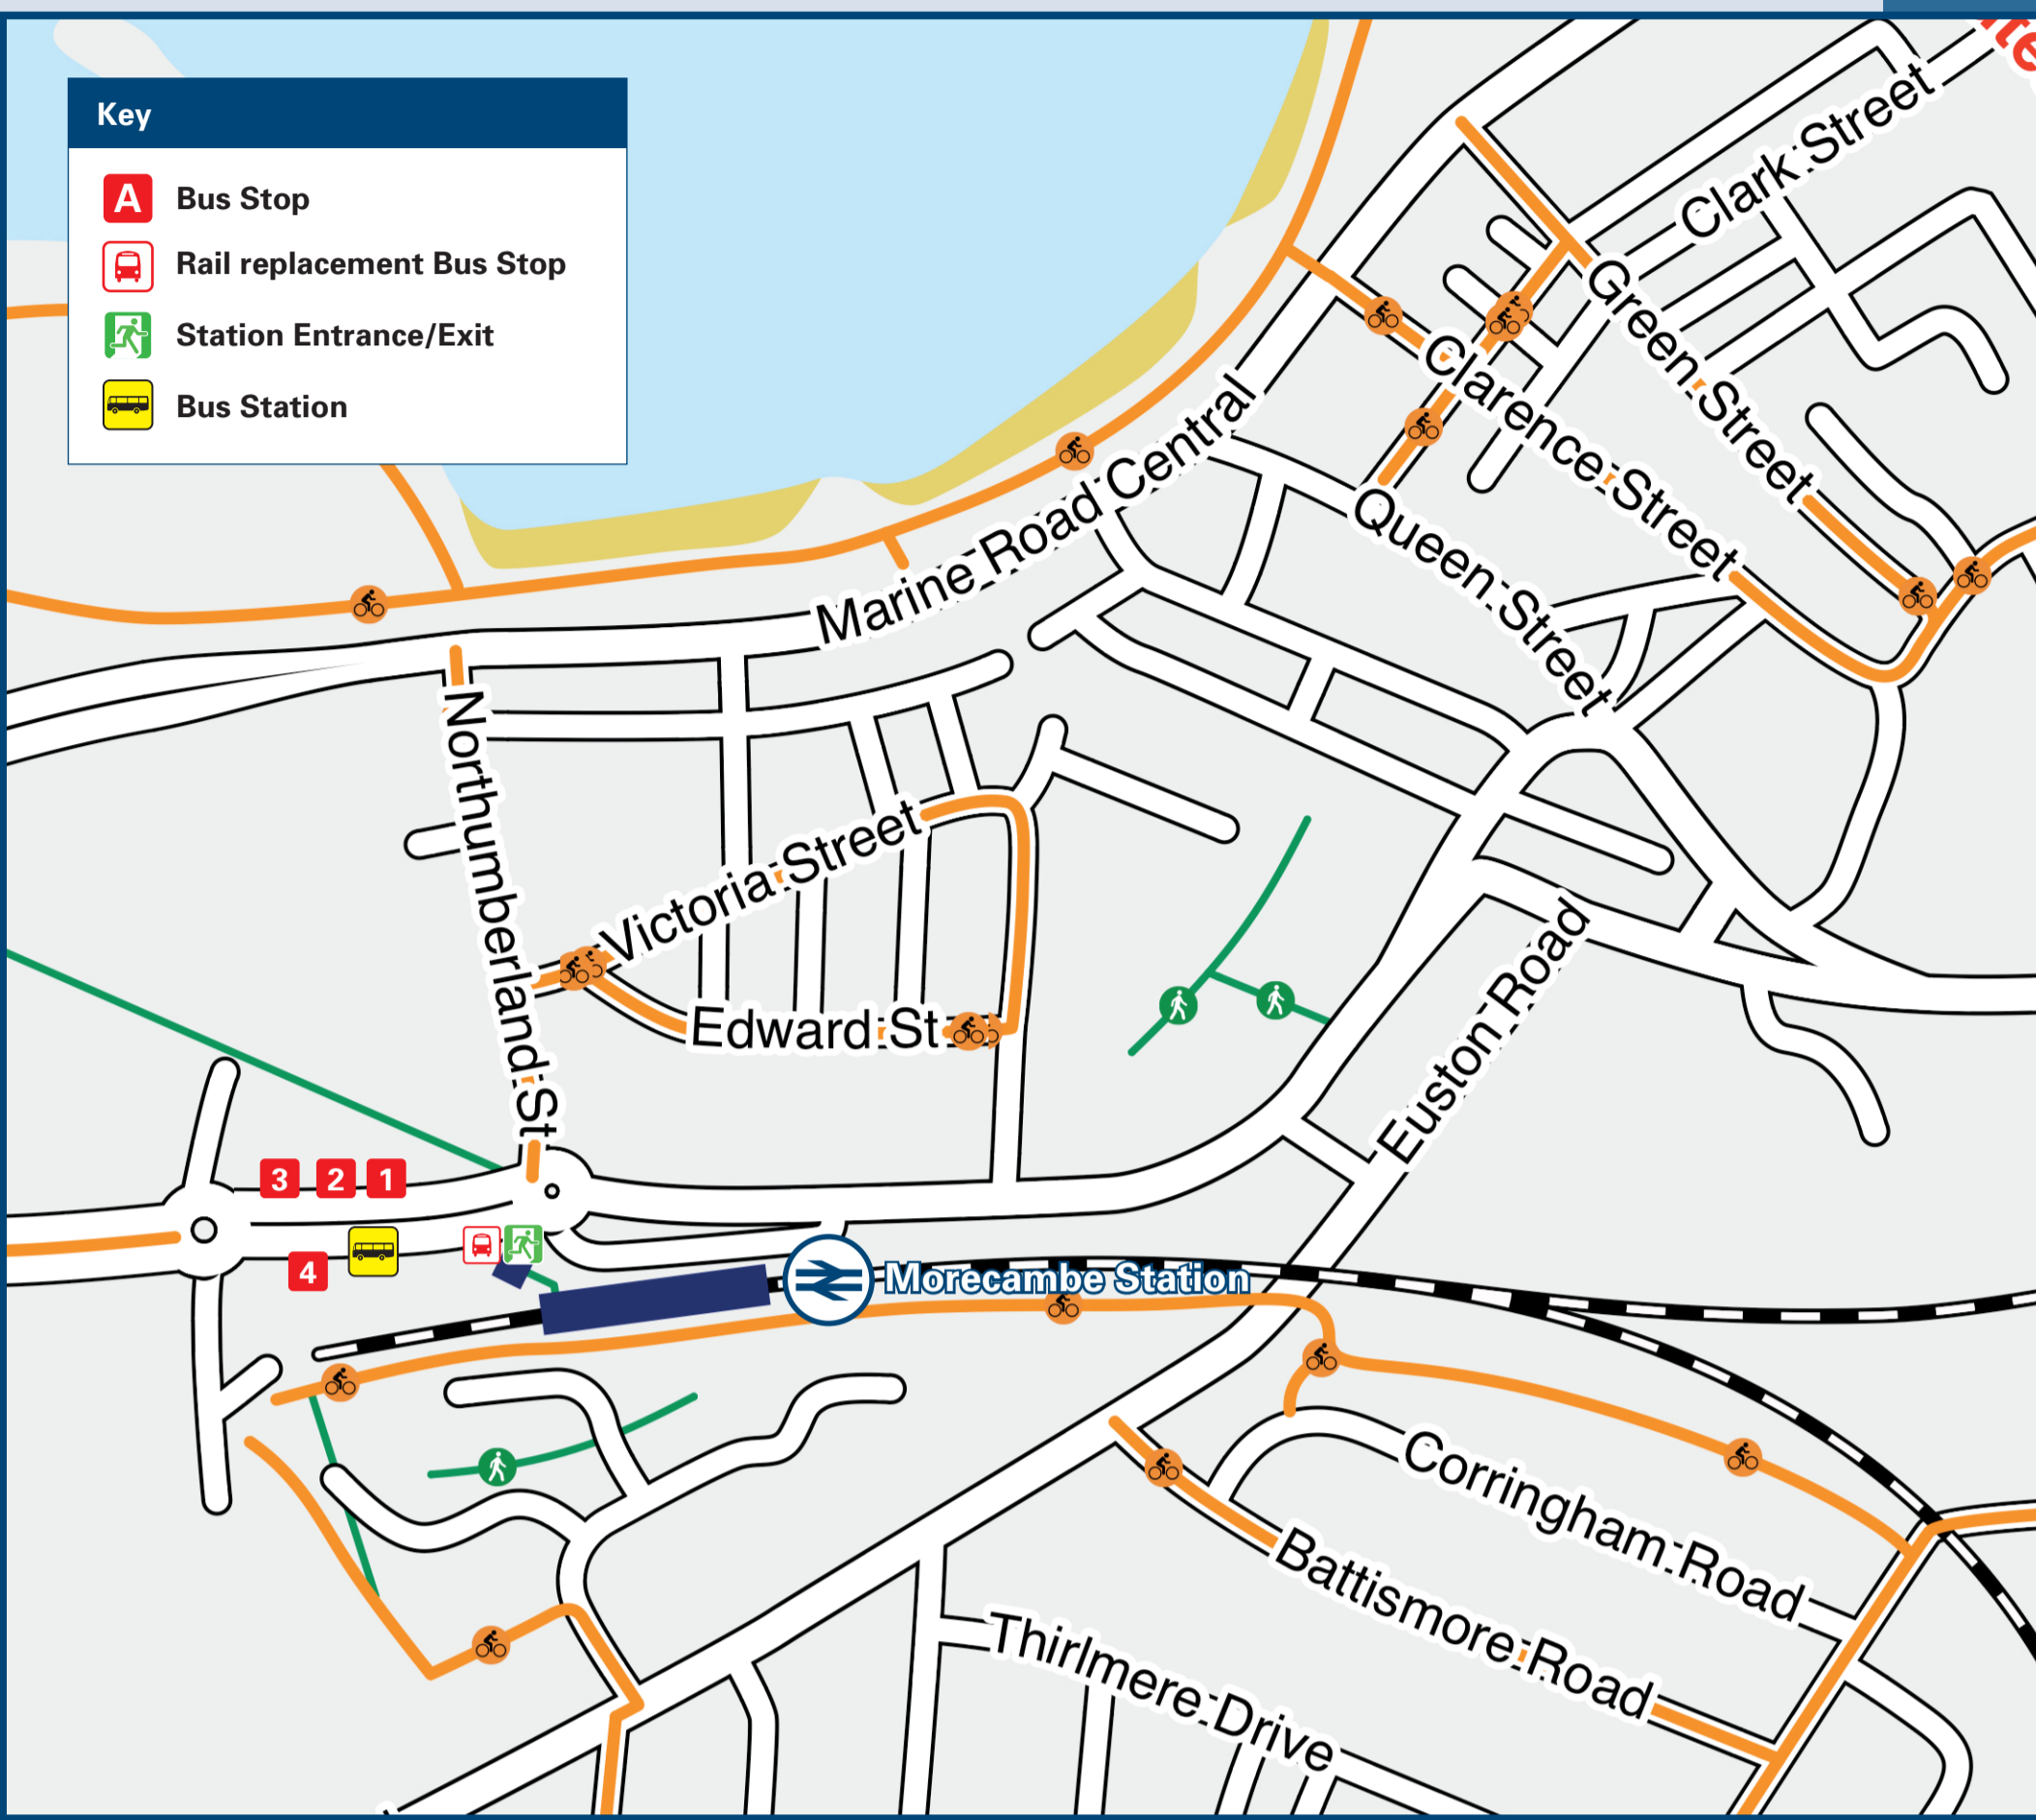 Key
A Bus Stop
Rail replacement Bus Stop
Station Entrance/Exit
Bus Station
Clark Street
Green Street
Clarence Street
Marine Road Central
Queen Street
Northumberland St
Victoria Street
Edward St
Euston Road
3 2 1
4
Morecambe Station
Corringham Road
Battismore Road
Thirlmere Drive